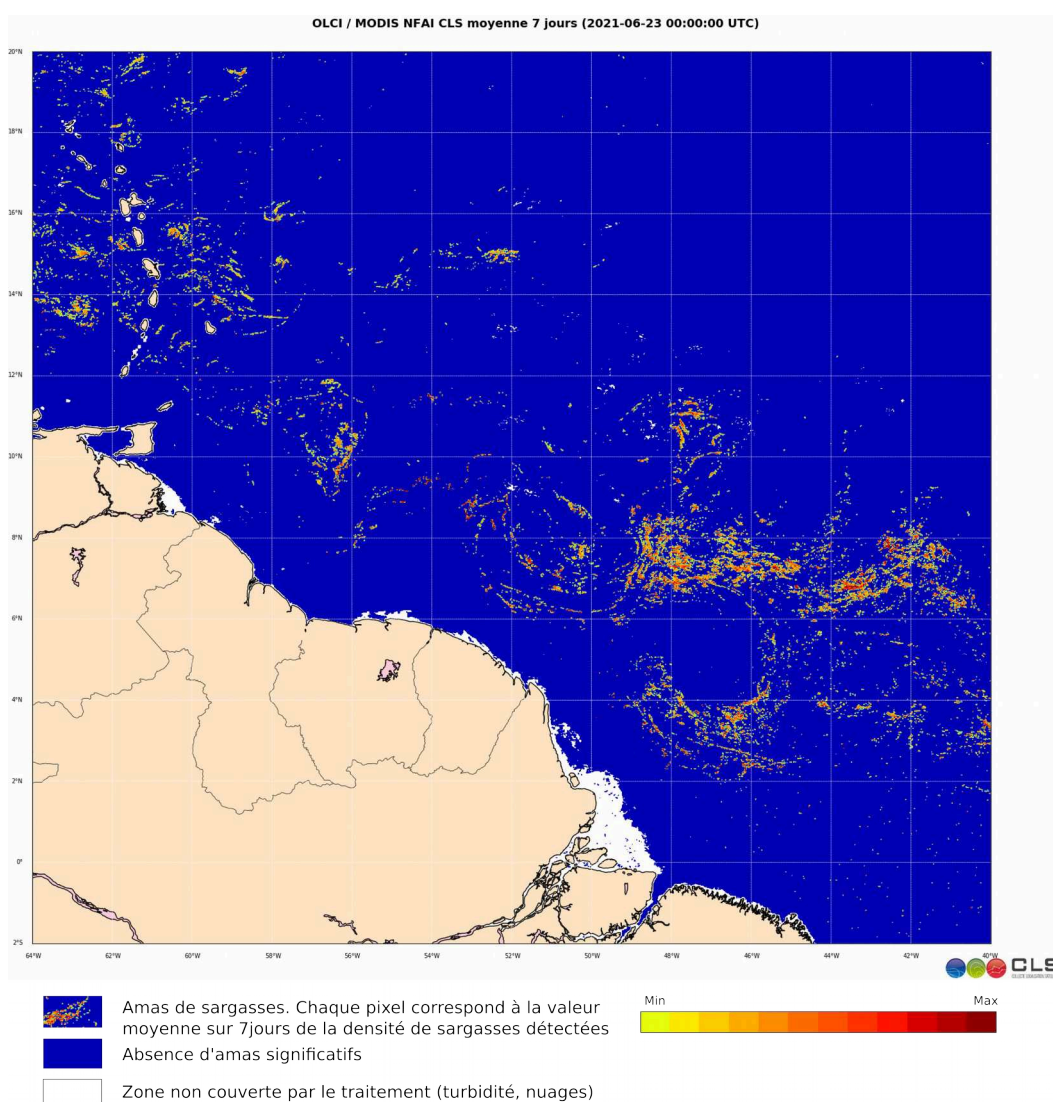 OLCI / MODIS NFAI CLS moyenne 7 jours (2021-06-23 00:00:00 UTC)
20°N
18°N
16°N
14°N
12°N
10°N
8°N
6°N
4°N
2°N
0°
2°S
64°W 62°W 60°W 58°W 56°W 54°W 52°W 50°W 48°W 46°W 44°W 42°W 40°W
CLS
Amas de sargasses. Chaque pixel correspond à la valeur
moyenne sur 7jours de la densité de sargasses détectées
Min Max
Absence d'amas significatifs
Zone non couverte par le traitement (turbidité, nuages)